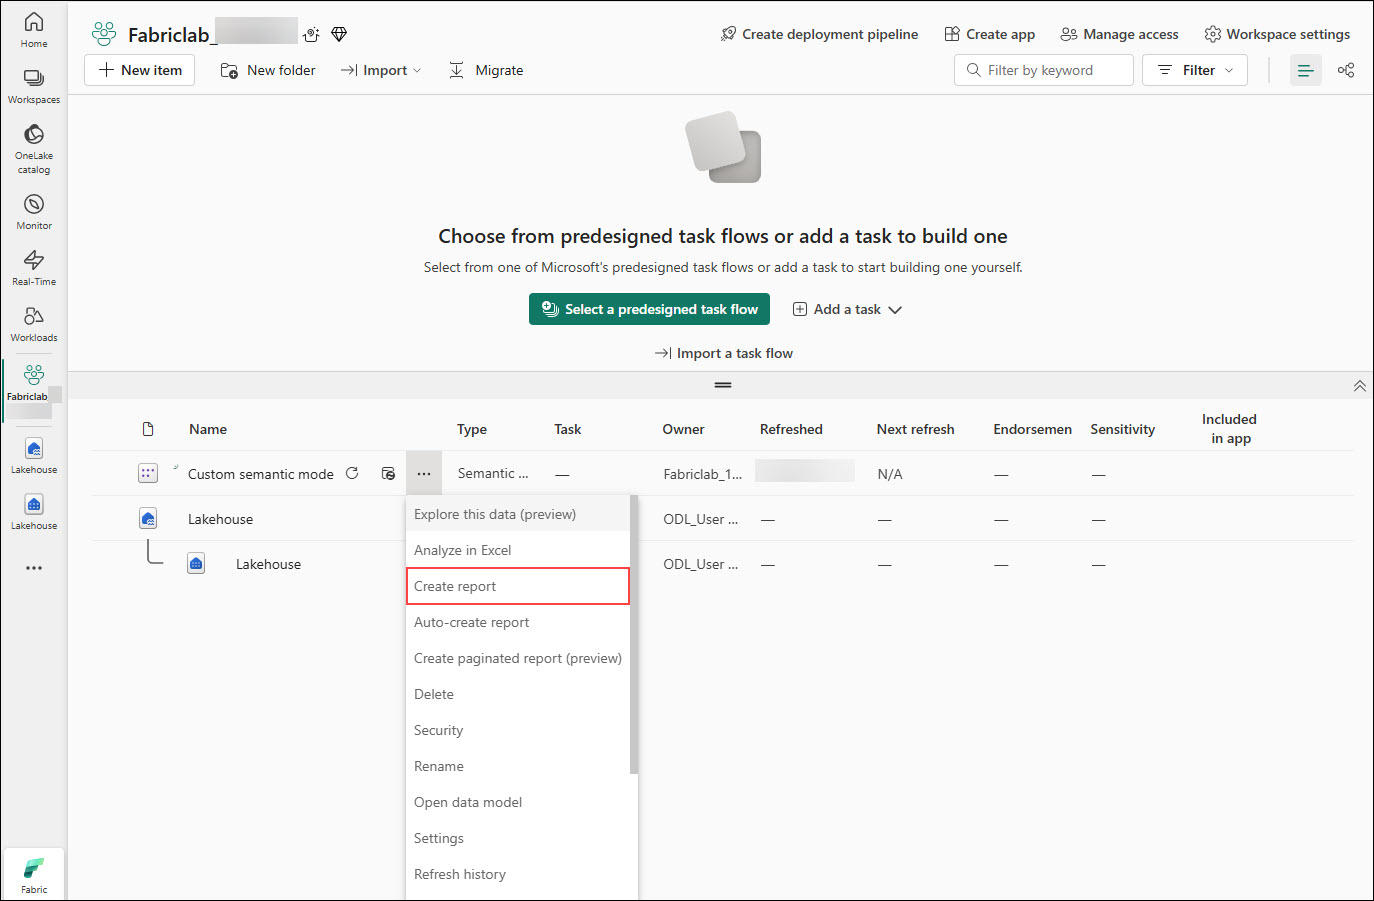 Home
Workspaces
OneLake
catalog
Monitor
Real-Time
Workloads
Fabriclab
Lakehouse
Lakehouse
Fabric
Fabriclab_
Create deployment pipeline
Create app
Manage access
Workspace settings
New item
New folder
Import
Migrate
Filter by keyword
Filter
Choose from predesigned task flows or add a task to build one
Select from one of Microsoft's predesigned task flows or add a task to start building one yourself.
Select a predesigned task flow
Add a task
Import a task flow
Name Type Task Owner Refreshed Next refresh Endorsemen Sensitivity Included
in app
Custom semantic mode ... Semantic ... — Fabriclab_1... N/A — —
Lakehouse ODL_User ... — — — —
Lakehouse ODL_User ... — — — —
Explore this data (preview)
Analyze in Excel
Create report
Auto-create report
Create paginated report (preview)
Delete
Security
Rename
Open data model
Settings
Refresh history